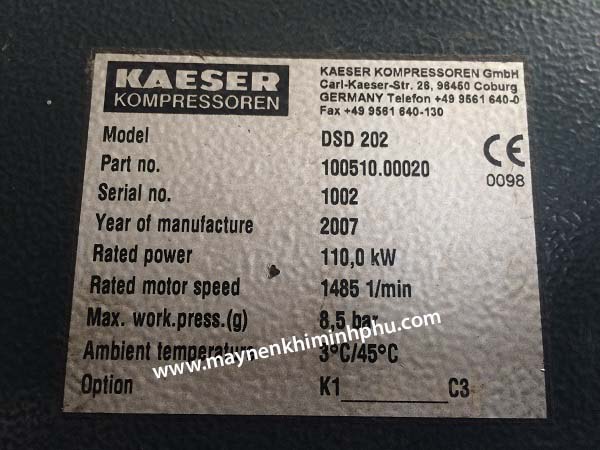 KAESER
KOMPRESSOREN
KAESER KOMPRESSOREN GmbH
Carl-Kaeser-Str. 26, 96450 Coburg
GERMANY Telefon +49 9561 640-0
Fax +49 9561 640-130
Model DSD 202
CE
Part no. 100510.00020
0098
Serial no. 1002
Year of manufacture 2007
Rated power 110,0 kW
Rated motor speed 1485 1/min
Max. work.press.(g) 8,5 bar
www.maynenkhiminhphu.com
Ambient temperature 3°C/45°C
Option K1________C3